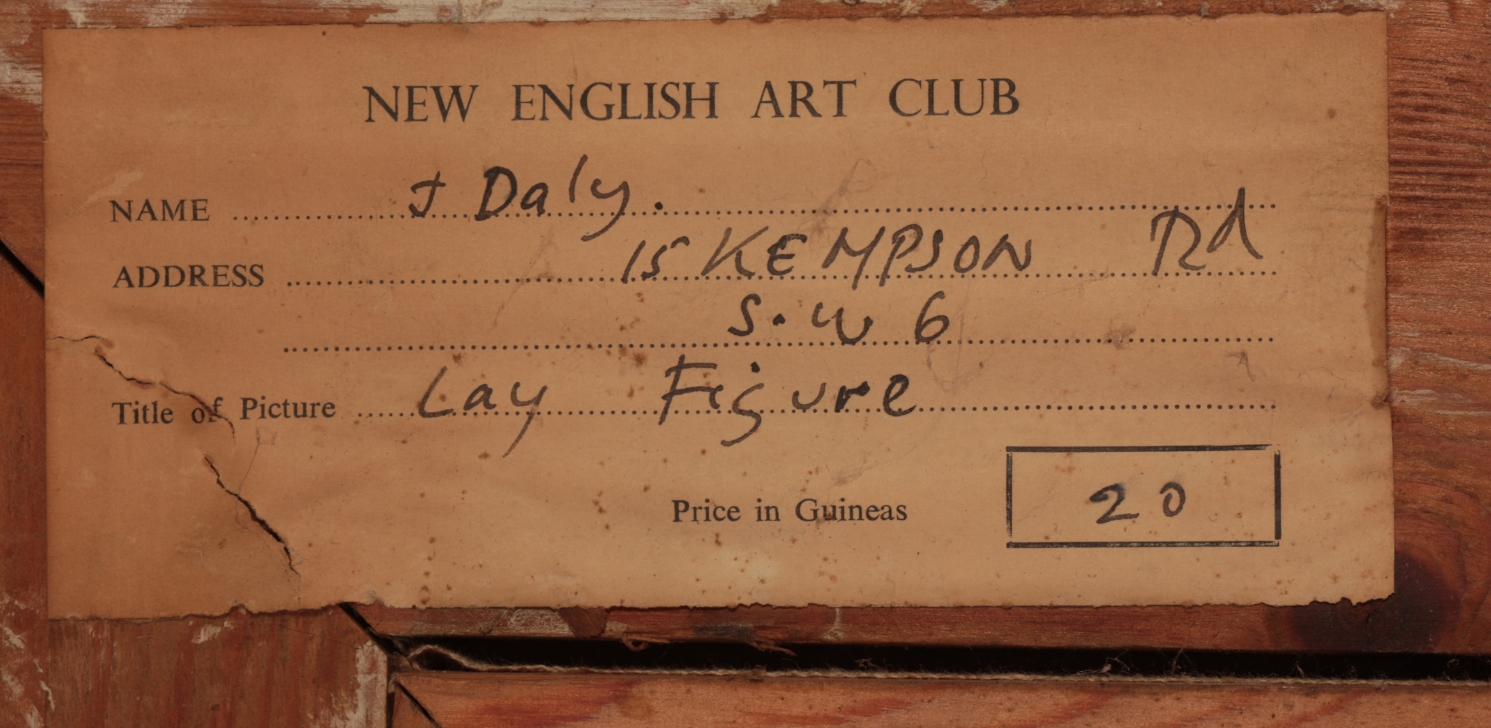 NEW ENGLISH ART CLUB
NAME J Daly.
ADDRESS 15 KEMPSON Rd
S.W 6
Title of Picture Lay Figure
Price in Guineas 20